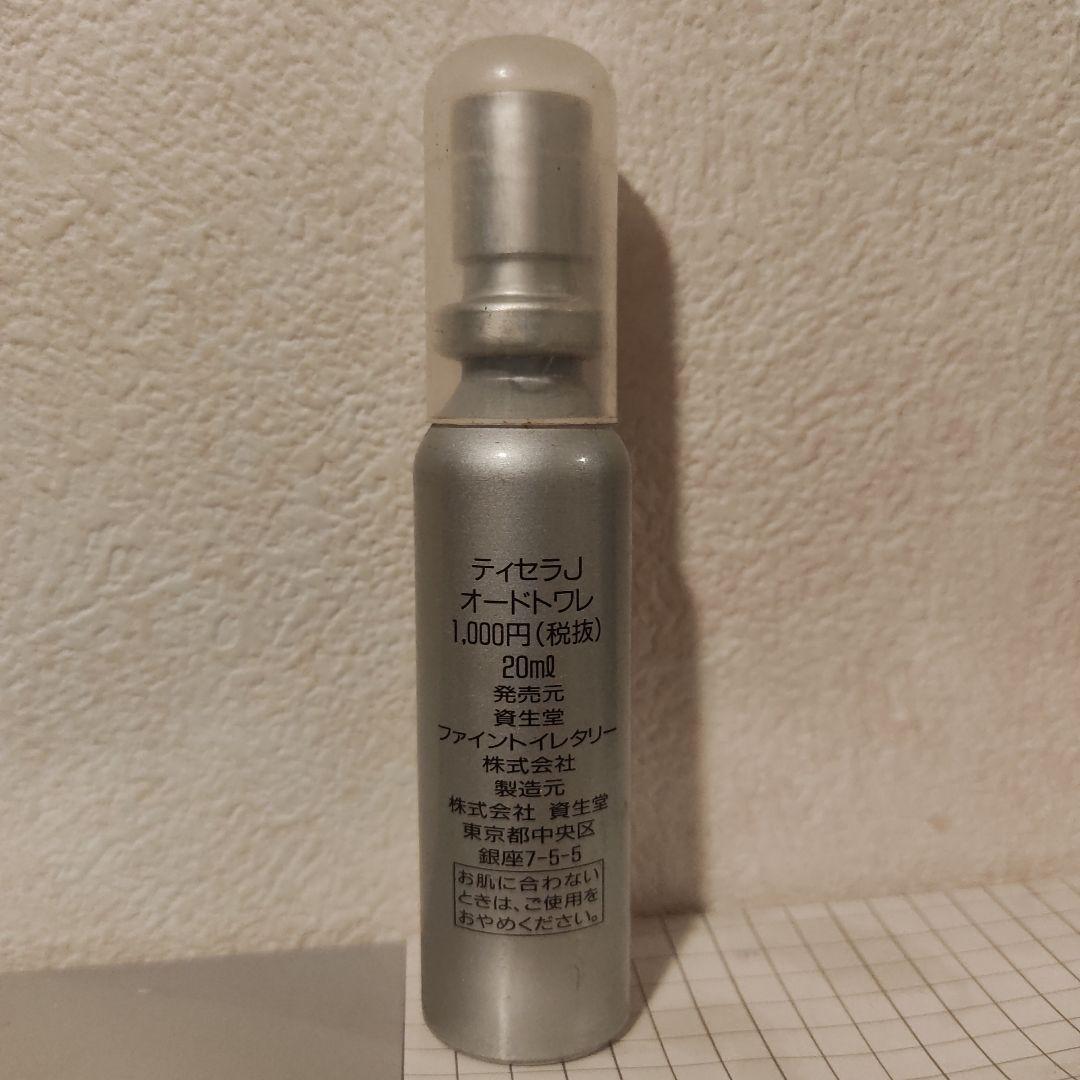 ティセラJ
オードトワレ
1,000円(税抜)
20mℓ
発売元
資生堂
ファイントイレタリー
株式会社
製造元
株式会社 資生堂
東京都中央区
銀座7-5-5
お肌に合わない
ときは、ご使用を
おやめください。